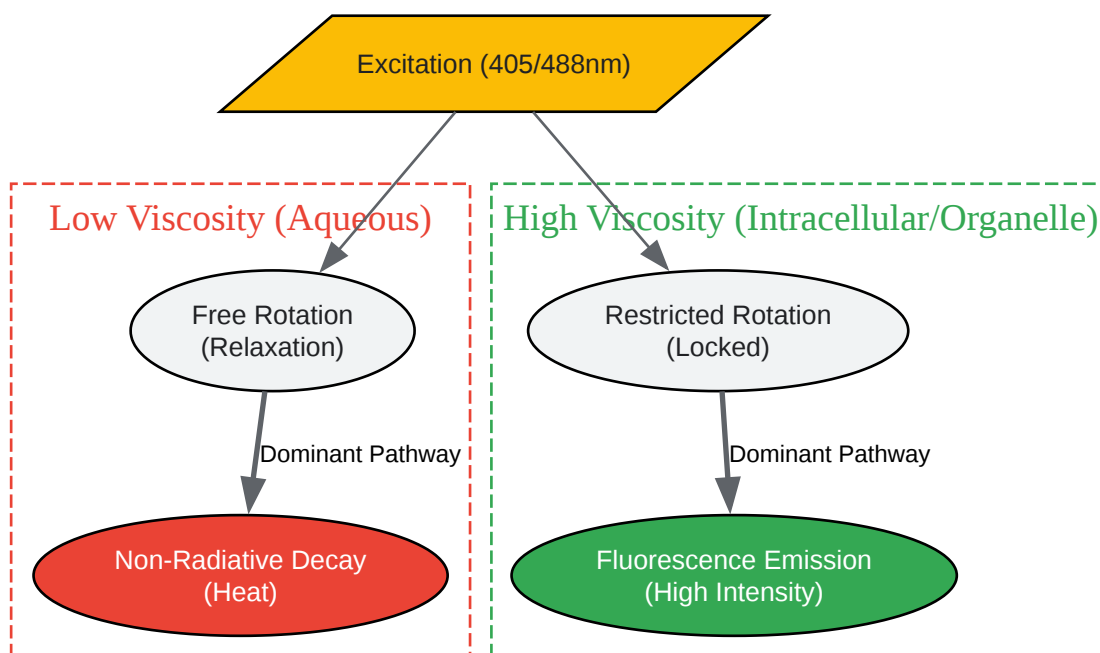 Excitation (405/488nm)
Low Viscosity (Aqueous)
High Viscosity (Intracellular/Organelle)
Free Rotation
(Relaxation)
Restricted Rotation
(Locked)
Dominant Pathway
Dominant Pathway
Non-Radiative Decay
(Heat)
Fluorescence Emission
(High Intensity)